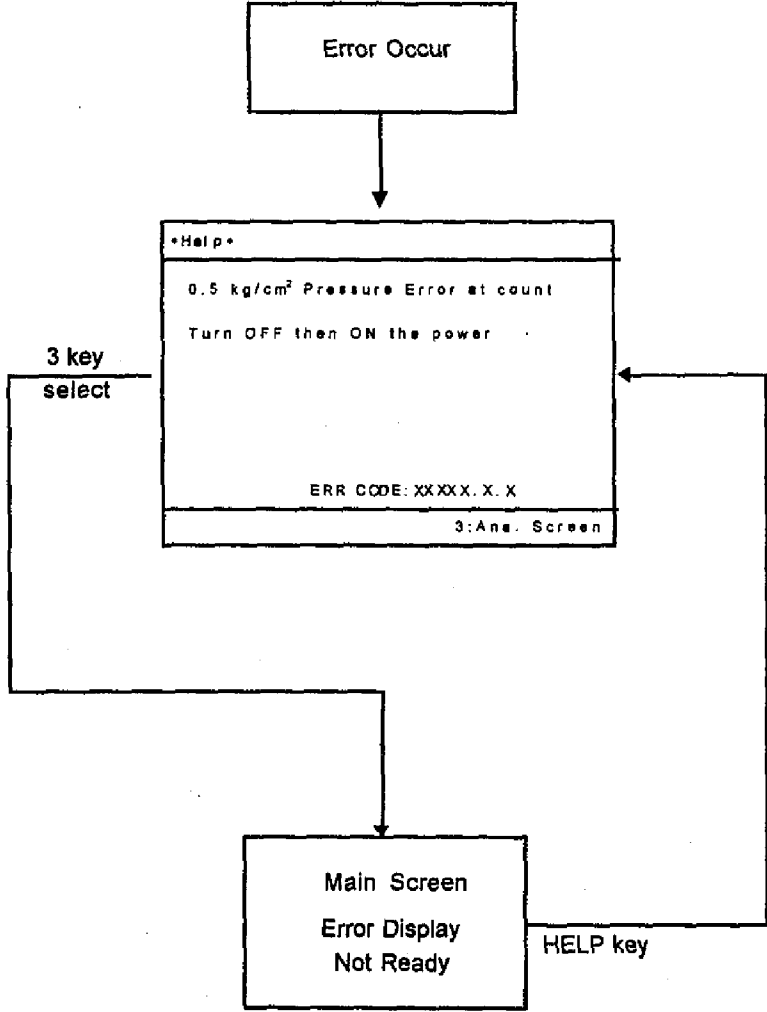 Error Occur
*Help*
0.5 kg/cm² Pressure Error at count
Turn OFF then ON the power
3 key
select
ERR CODE: XXXXX. X. X
3:Ana. Screen
Main Screen
Error Display
Not Ready
HELP key